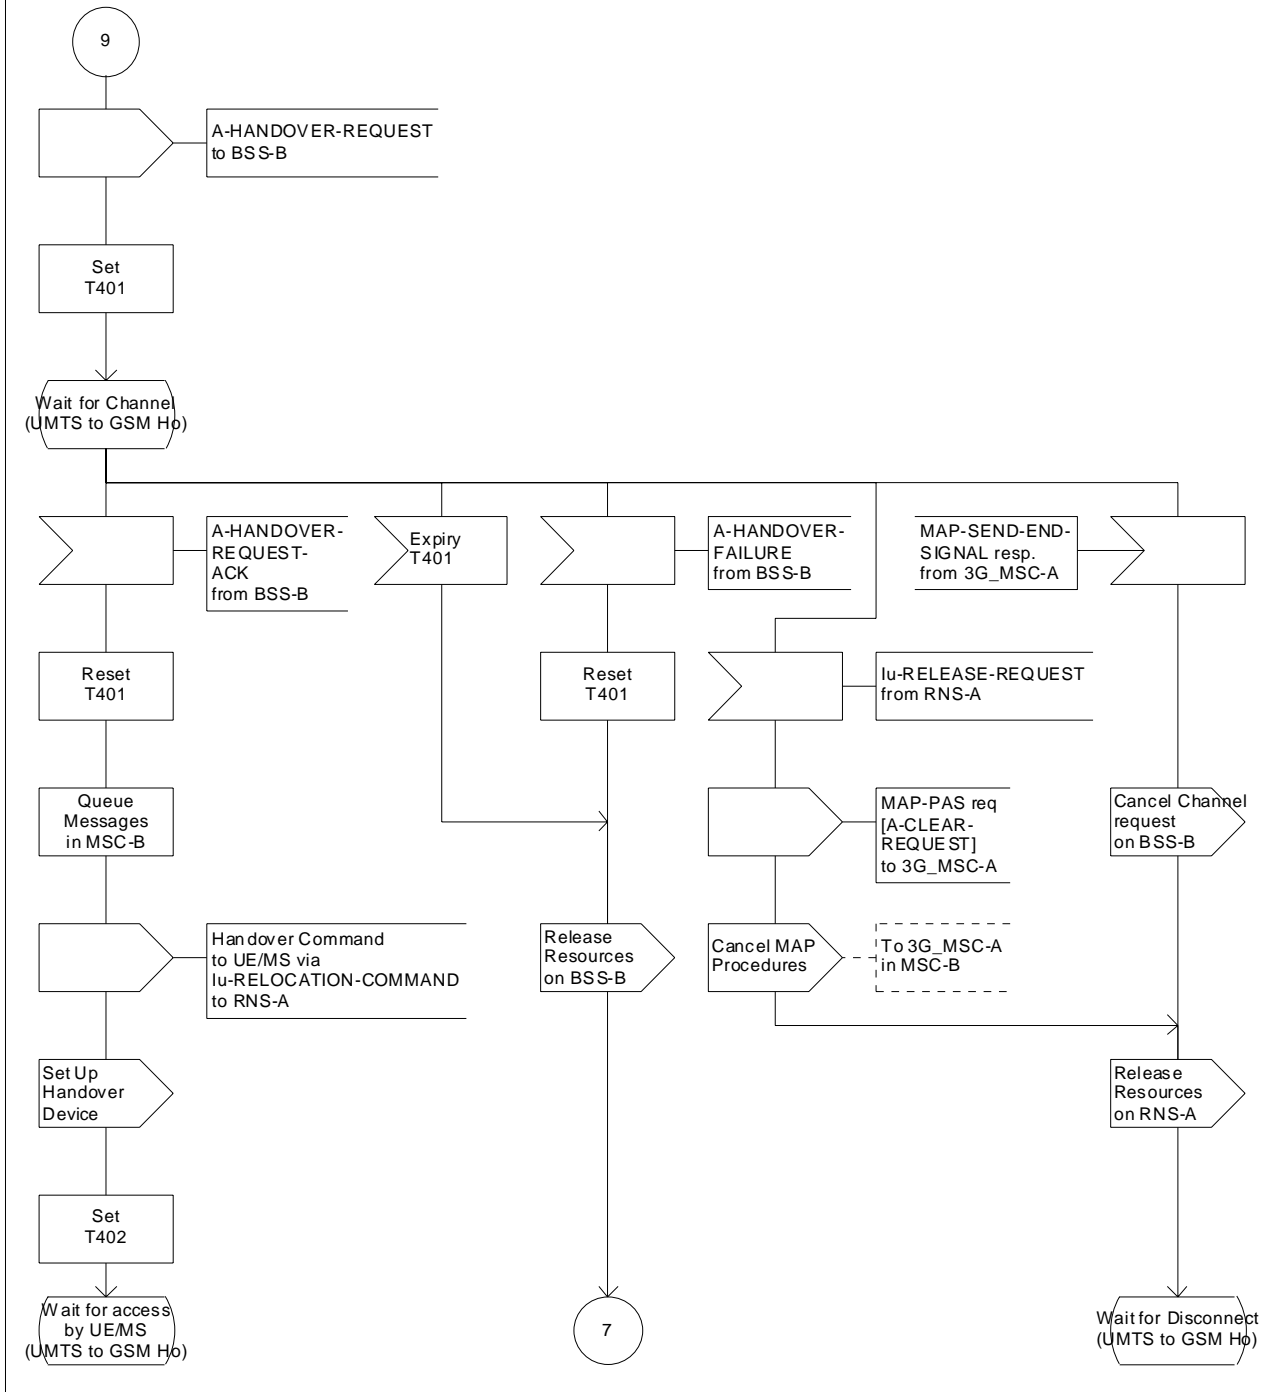 9
A-HANDOVER-REQUEST
to BSS-B
Set
T401
Wait for Channel
(UMTS to GSM Ho)
A-HANDOVER-
REQUEST-
ACK
from BSS-B
Expiry
T401
A-HANDOVER-
FAILURE
from BSS-B
MAP-SEND-END-
SIGNAL resp.
from 3G_MSC-A
Reset
T401
Reset
T401
Iu-RELEASE-REQUEST
from RNS-A
Queue
Messages
in MSC-B
MAP-PAS req
[A-CLEAR-
REQUEST]
to 3G_MSC-A
Cancel Channel
request
on BSS-B
Handover Command
to UE/MS via
Iu-RELOCATION-COMMAND
to RNS-A
Release
Resources
on BSS-B
Cancel MAP
Procedures
To 3G_MSC-A
in MSC-B
Set Up
Handover
Device
Release
Resources
on RNS-A
Set
T402
Wait for access
by UE/MS
(UMTS to GSM Ho)
7
Wait for Disconnect
(UMTS to GSM Ho)